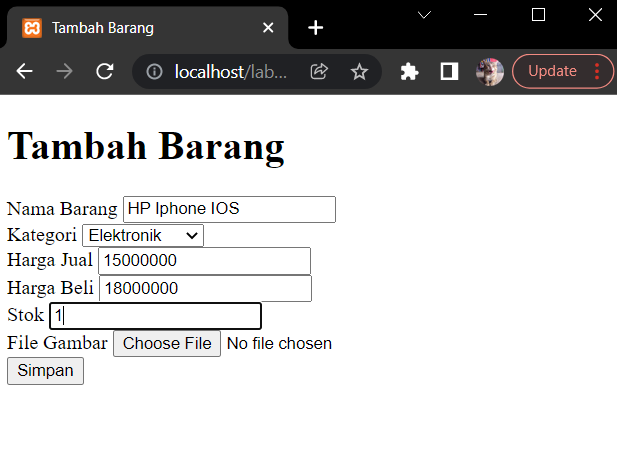 Tambah Barang
localhost/lab...
Update
Tambah Barang
Nama Barang HP Iphone IOS
Kategori Elektronik
Harga Jual 15000000
Harga Beli 18000000
Stok 1
File Gambar Choose File No file chosen
Simpan